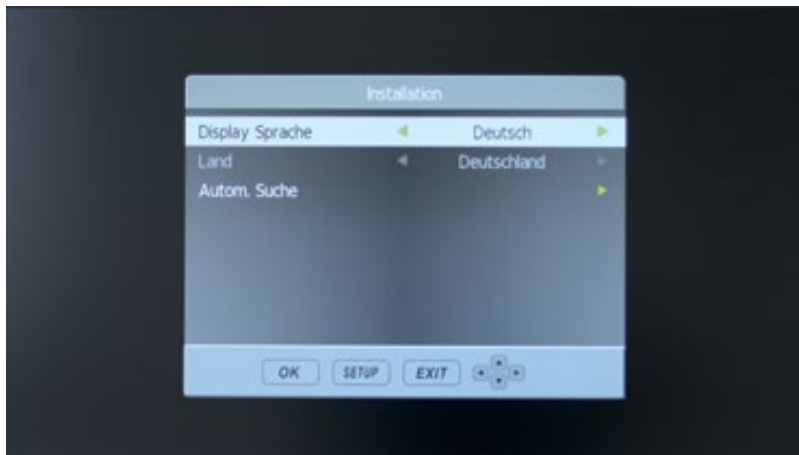 Installation
Display Sprache Deutsch
Land Deutschland
Autom. Suche
OK SETUP EXIT